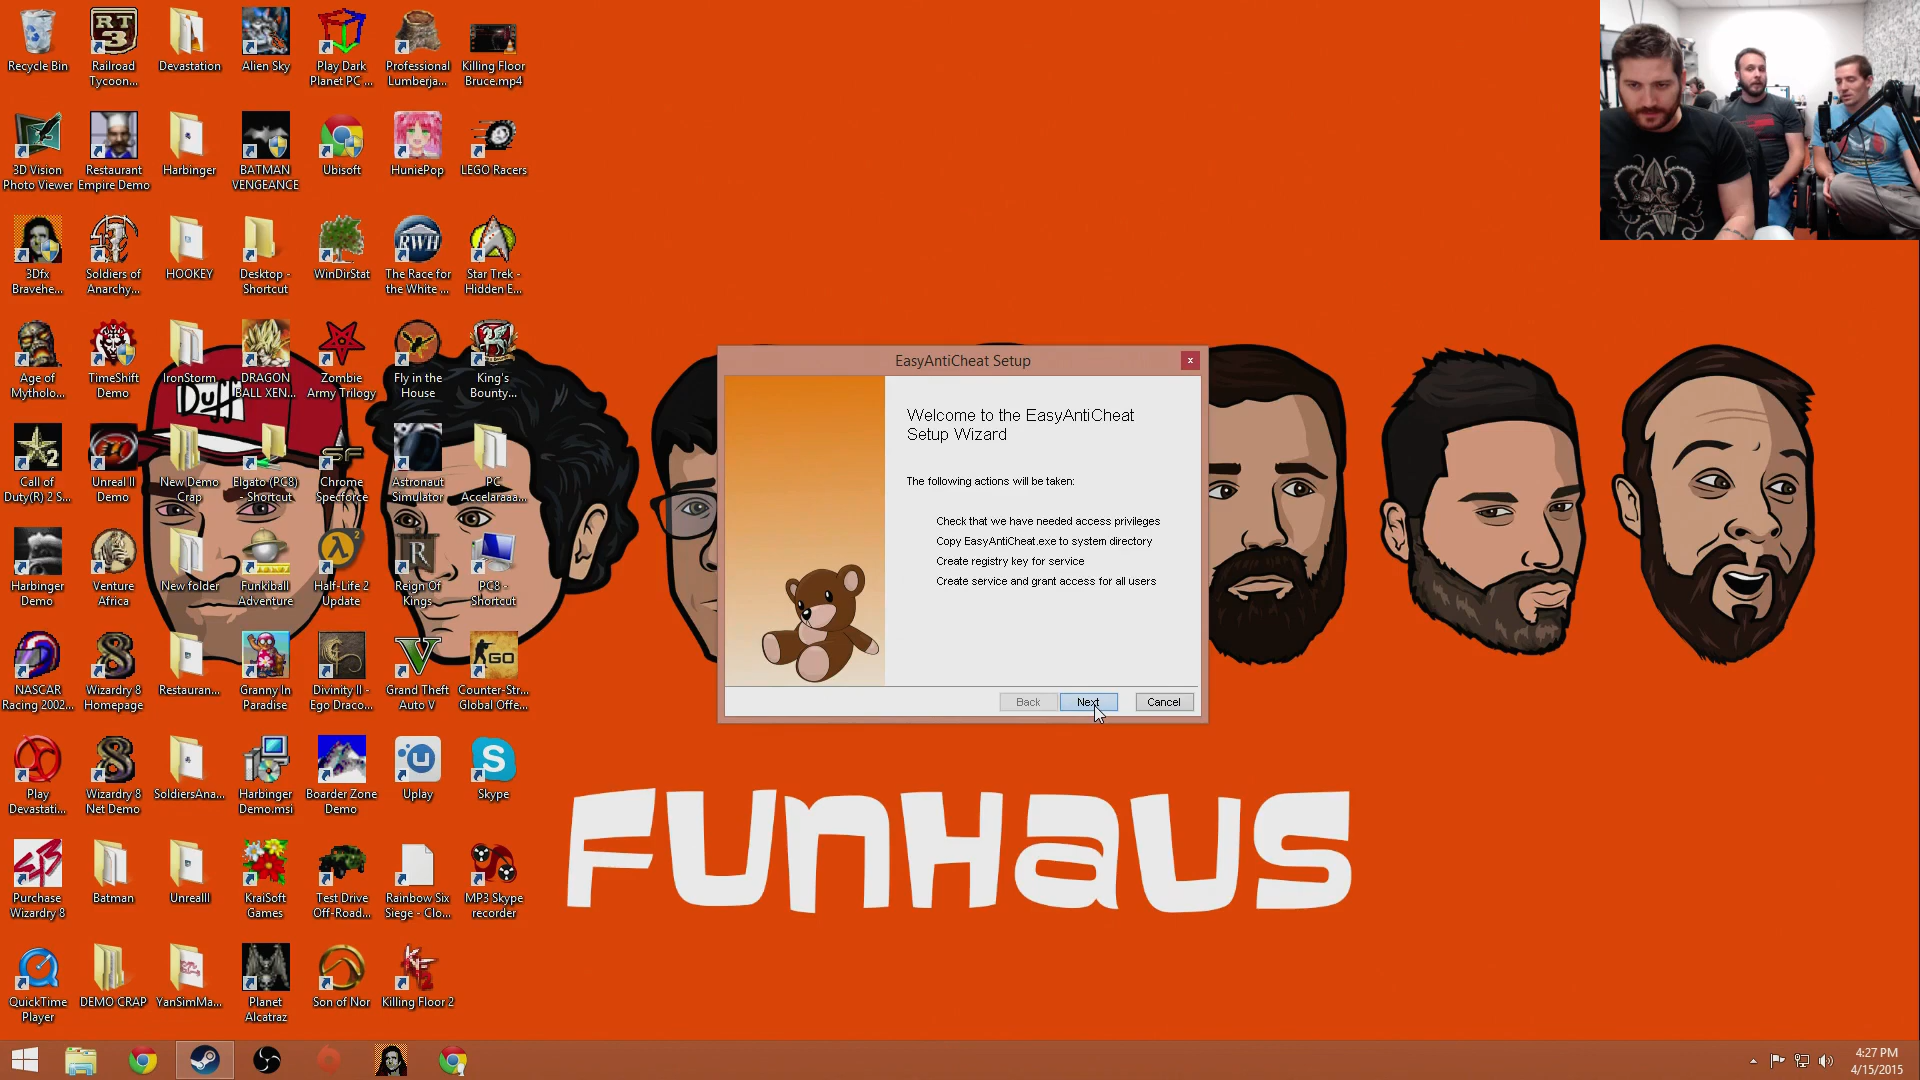 Recycle Bin
Railroad
Tycoon...
Devastation
Alien Sky
Play Dark
Planet PC ...
Professional
Lumberja...
Killing Floor
Bruce.mp4
3D Vision
Photo Viewer
Restaurant
Empire Demo
Harbinger
BATMAN
VENGEANCE
Ubisoft
HuniePop
LEGO Racers
3Dfx
Bravehe...
Soldiers of
Anarchy...
HOOKEY
Desktop -
Shortcut
WinDirStat
The Race for
the White ...
Star Trek -
Hidden E...
Age of
Mytholo...
TimeShift
Demo
IronStorm
DRAGON
BALL XEN...
Zombie
Army Trilogy
Fly in the
House
King's
Bounty...
Call of
Duty(R) 2 S...
Unreal II
Demo
New Demo
Crap
Elgato (PC8)
- Shortcut
Chrome
Specforce
Astronaut
Simulator
PC
Accelaraaa...
Harbinger
Demo
Venture
Africa
New folder
Funkiball
Adventure
Half-Life 2
Update
Reign Of
Kings
PC8 -
Shortcut
NASCAR
Racing 2002...
Wizardry 8
Homepage
Restauran...
Granny In
Paradise
Divinity II -
Ego Draco...
Grand Theft
Auto V
Counter-Str...
Global Offe...
Play
Devastati...
Wizardry 8
Net Demo
SoldiersAna...
Harbinger
Demo.msi
Boarder Zone
Demo
Uplay
Skype
Purchase
Wizardry 8
Batman
UnrealII
KraiSoft
Games
Test Drive
Off-Road...
Rainbow Six
Siege - Clo...
MP3 Skype
recorder
QuickTime
Player
DEMO CRAP
YanSimMa...
Planet
Alcatraz
Son of Nor
Killing Floor 2
RT
3
RWH
SF
GO
Duff
EasyAntiCheat Setup
x
Welcome to the EasyAntiCheat
Setup Wizard
The following actions will be taken:
Check that we have needed access privileges
Copy EasyAntiCheat.exe to system directory
Create registry key for service
Create service and grant access for all users
Back
Next
Cancel
FUNHAUS
4:27 PM
4/15/2015